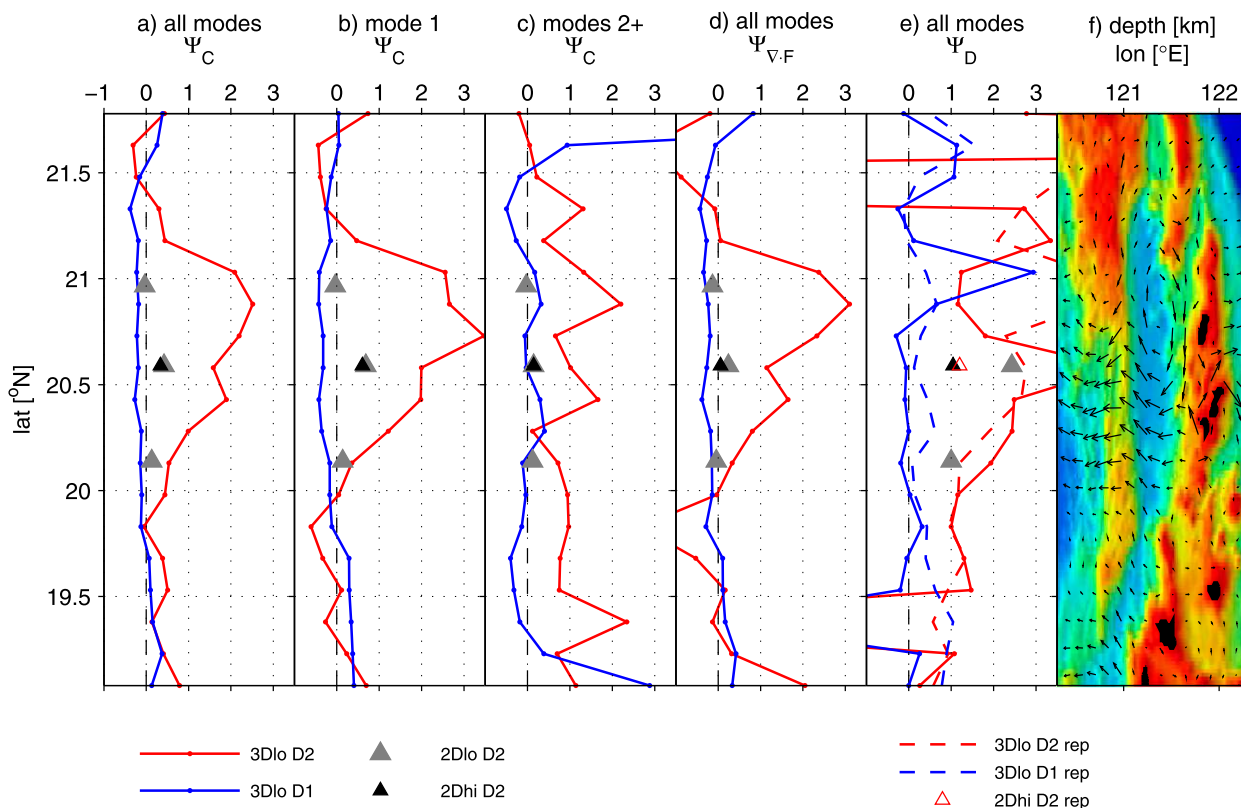 a) all modes
Ψ_C
b) mode 1
Ψ_C
c) modes 2+
Ψ_C
d) all modes
Ψ_∇·F
e) all modes
Ψ_D
f) depth [km]
lon [°E]
−1 0 1 2 3
0 1 2 3
0 1 2 3
0 1 2 3
0 1 2 3
121 122
lat [°N]
21.5
21
20.5
20
19.5
3Dlo D2
3Dlo D1
2Dlo D2
2Dhi D2
3Dlo D2 rep
3Dlo D1 rep
2Dhi D2 rep